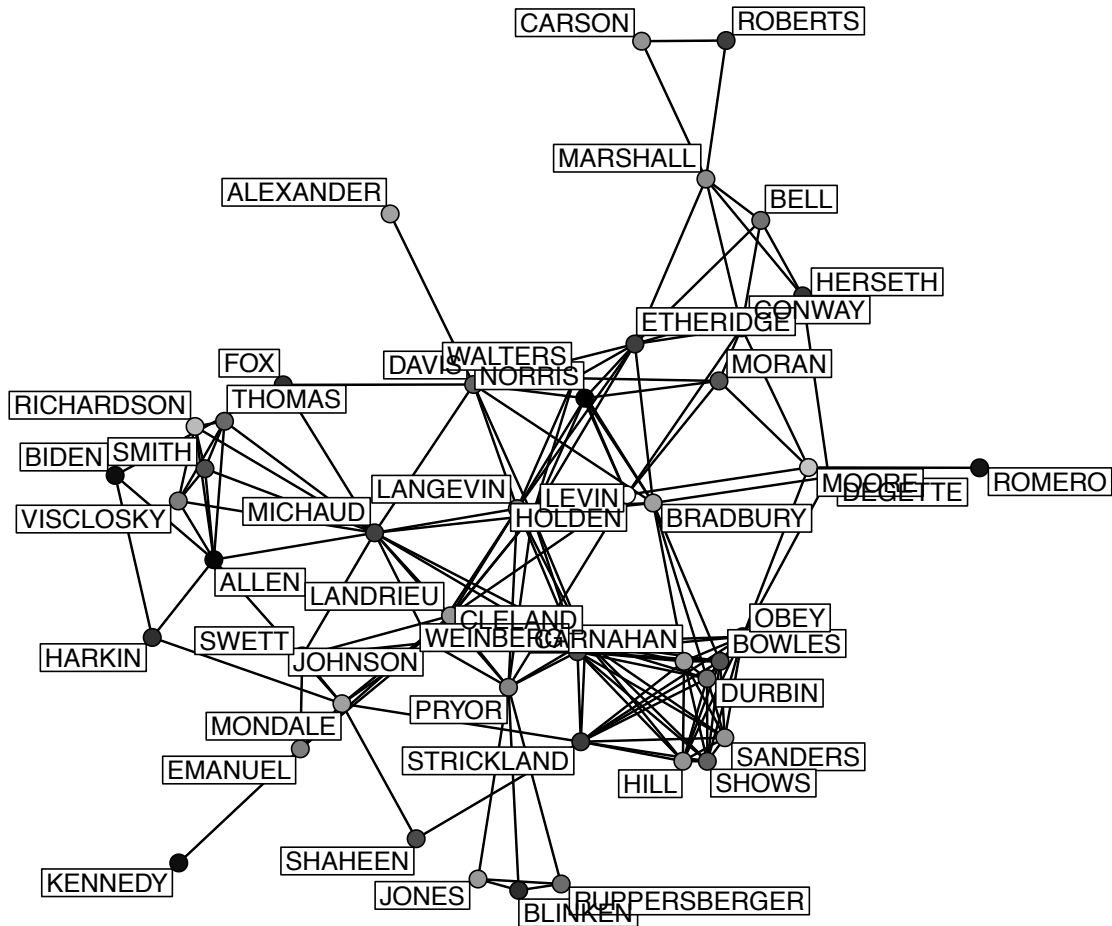 CARSON
ROBERTS
MARSHALL
ALEXANDER
BELL
HERSETH
CONWAY
ETHERIDGE
WALTERS
DAVIS
FOX
MORAN
NORRIS
THOMAS
RICHARDSON
SMITH
BIDEN
MOORE
ROMERO
DEGETTE
LANGEVIN
LEVIN
VISCLOSKY
MICHAUD
HOLDEN
BRADBURY
ALLEN
LANDRIEU
CLELAND
OBEY
SWETT
WEINBERG
CARNAHAN
BOWLES
HARKIN
JOHNSON
DURBIN
MONDALE
PRYOR
EMANUEL
STRICKLAND
SANDERS
HILL
SHOWS
SHAHEEN
KENNEDY
JONES
RUPPERSBERGER
BLINKEN